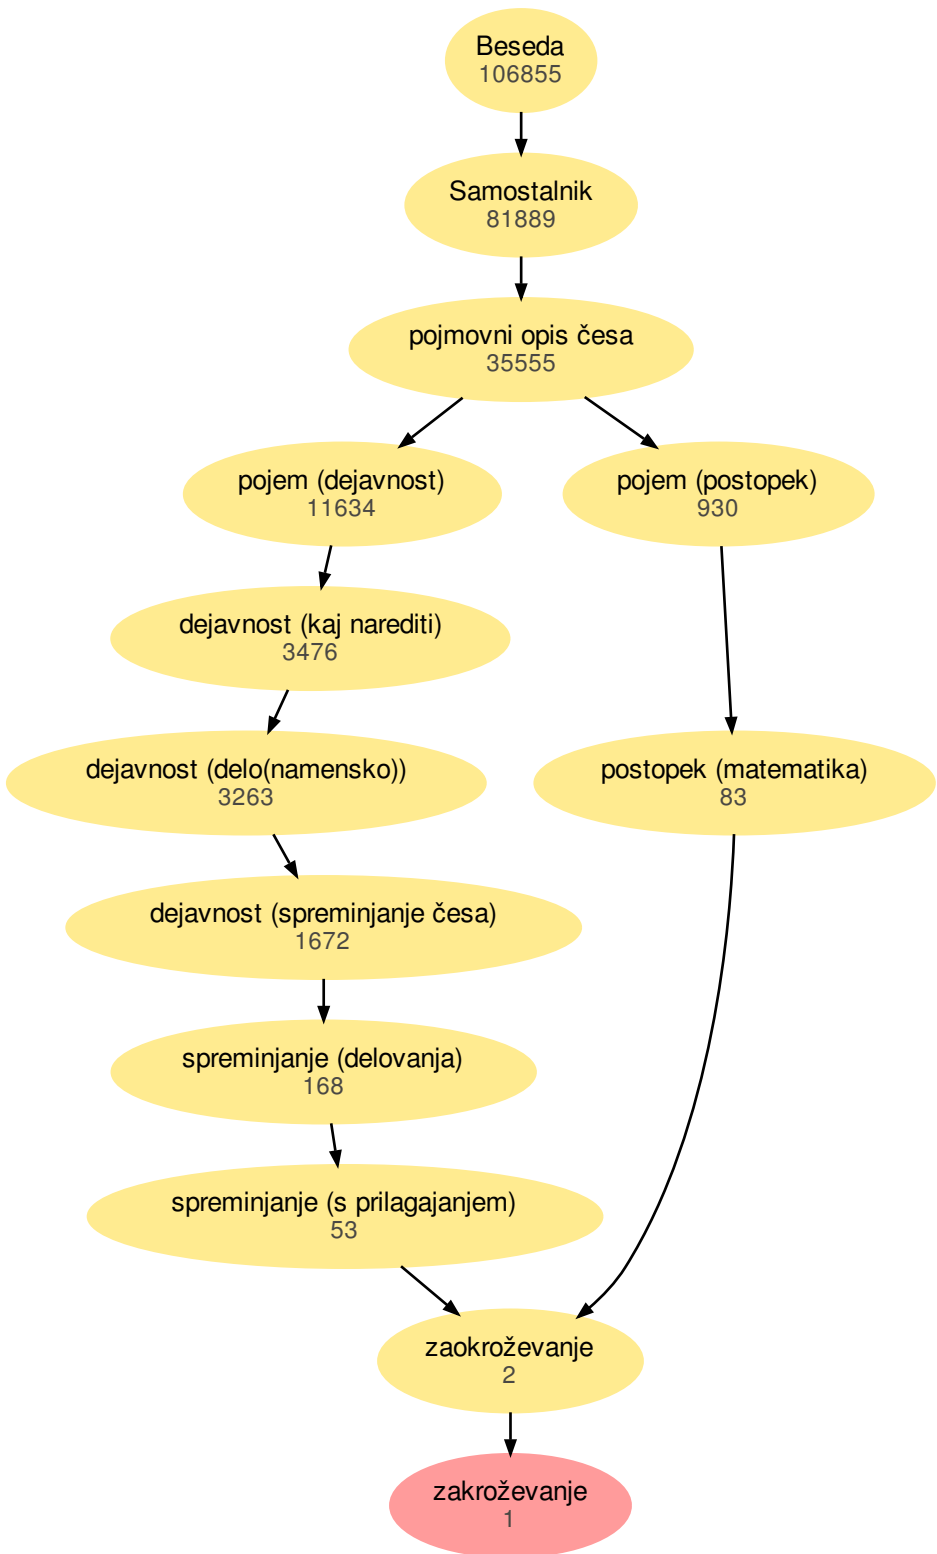 Beseda
106855
Samostalnik
81889
pojmovni opis česa
35555
pojem (dejavnost)
11634
pojem (postopek)
930
dejavnost (kaj narediti)
3476
dejavnost (delo(namensko))
3263
postopek (matematika)
83
dejavnost (spreminjanje česa)
1672
spreminjanje (delovanja)
168
spreminjanje (s prilagajanjem)
53
zaokroževanje
2
zakroževanje
1